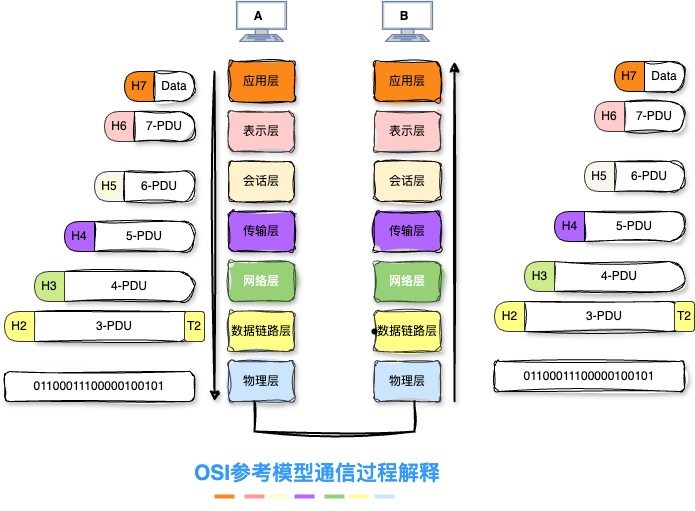 A B
H7 Data 应用层 应用层 H7 Data
H6 7-PDU 表示层 表示层 H6 7-PDU
H5 6-PDU 会话层 会话层 H5 6-PDU
H4 5-PDU 传输层 传输层 H4 5-PDU
H3 4-PDU 网络层 网络层 H3 4-PDU
H2 3-PDU T2 数据链路层 数据链路层 H2 3-PDU T2
01100011100000100101 物理层 物理层 01100011100000100101
OSI参考模型通信过程解释